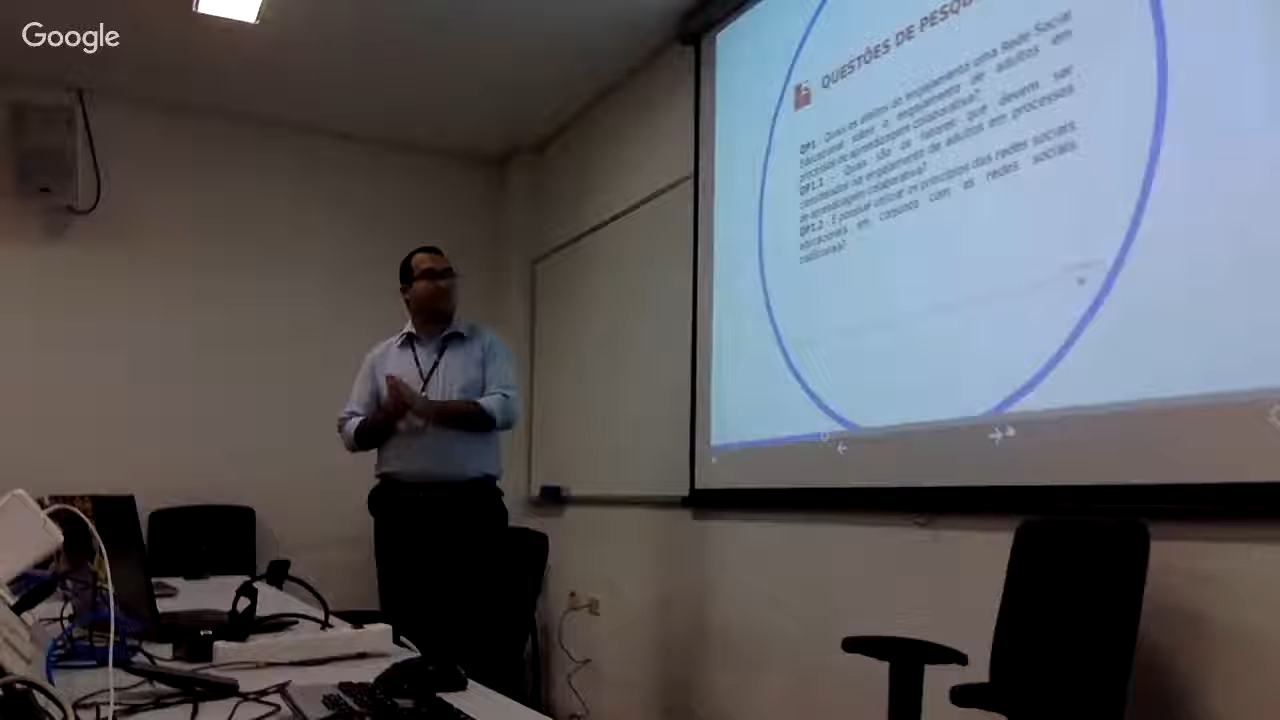 Google
QUESTÕES DE PESQU
QP1 - Quais os efeitos do engajamento uma Rede Social
Educacional sobre o engajamento de adultos em
processos de aprendizagem colaborativa?
QP1.1 - Quais são os fatores que devem ser
considerados no engajamento de adultos em processos
de aprendizagem colaborativa?
QP1.2 - É possível utilizar os princípios das redes sociais
educacionais em conjunto com as redes sociais
tradicionais?